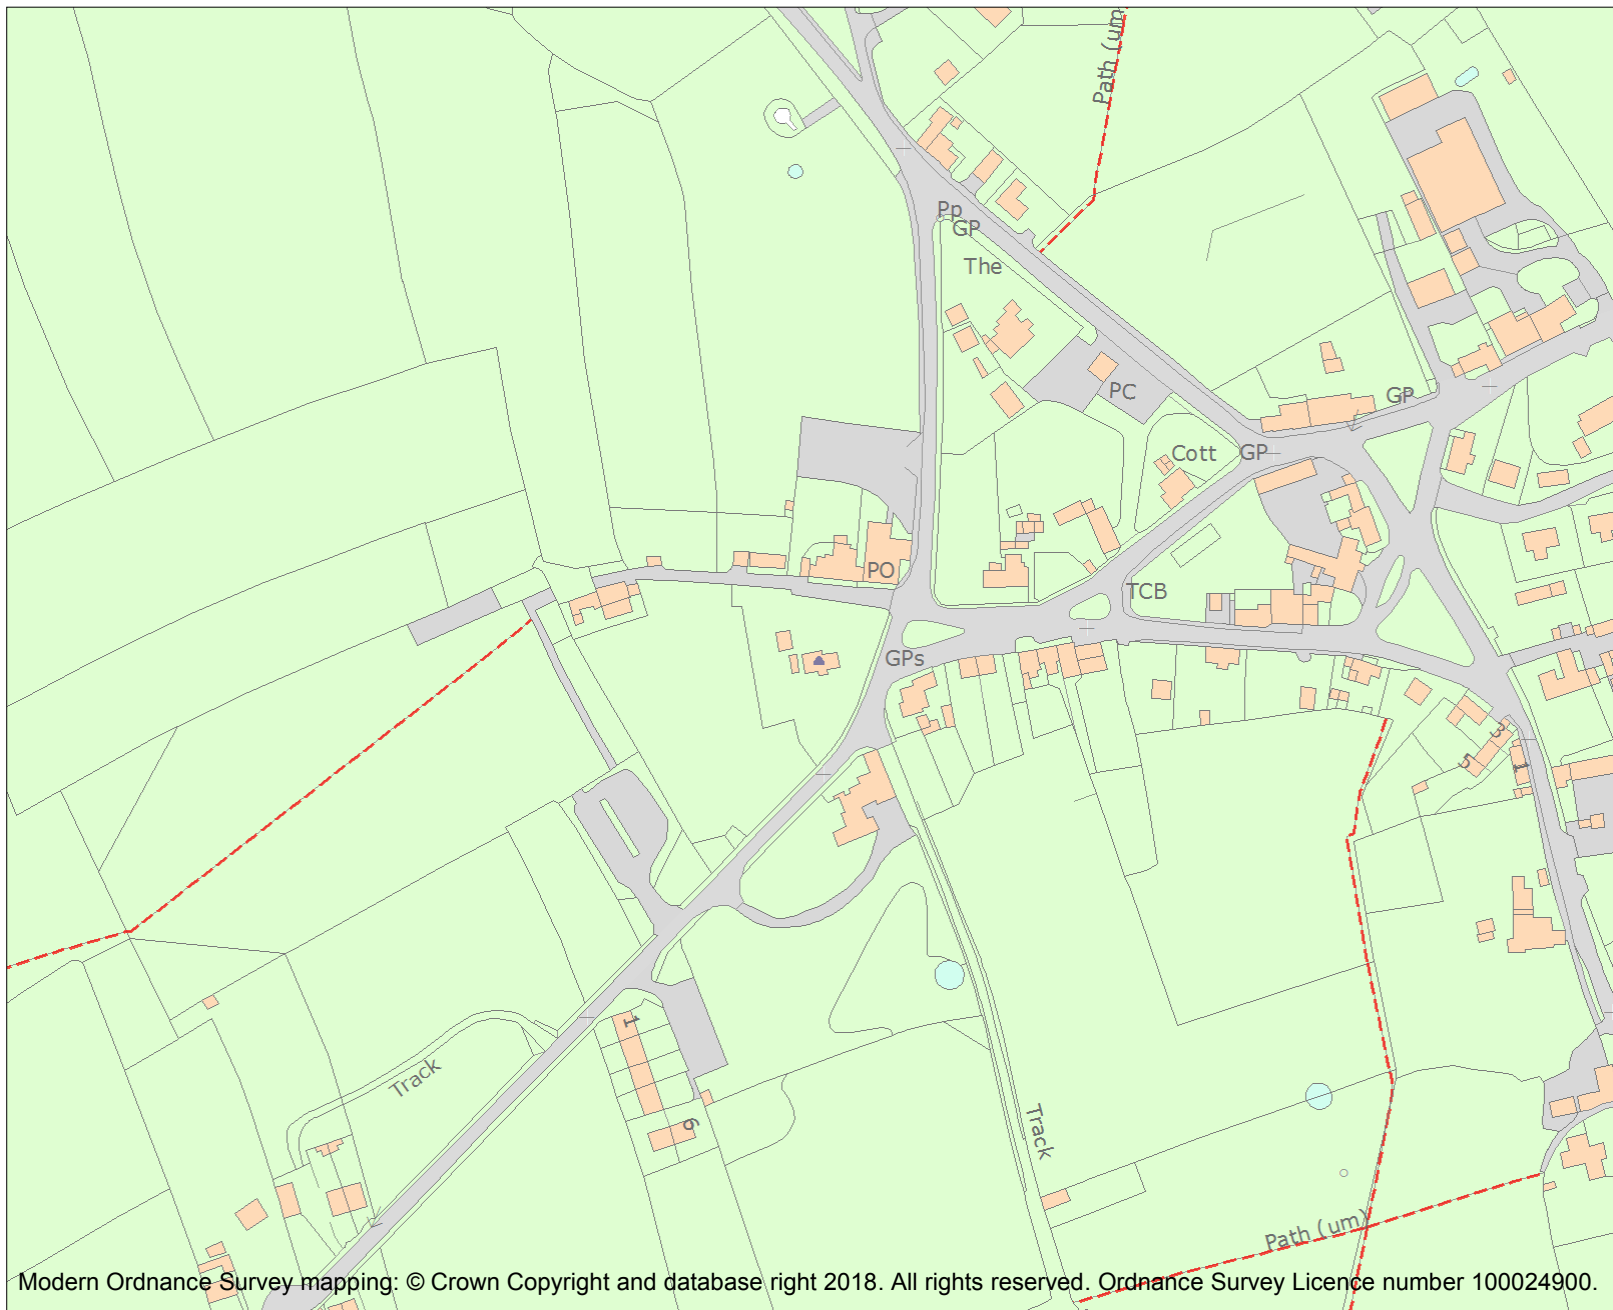 Path (um
Pp
GP
The
PC
GP
Cott
GP
PO
TCB
GPs
3
5
1
1
Track
6
Track
Path (um)
Modern Ordnance Survey mapping: © Crown Copyright and database right 2018. All rights reserved. Ordnance Survey Licence number 100024900.